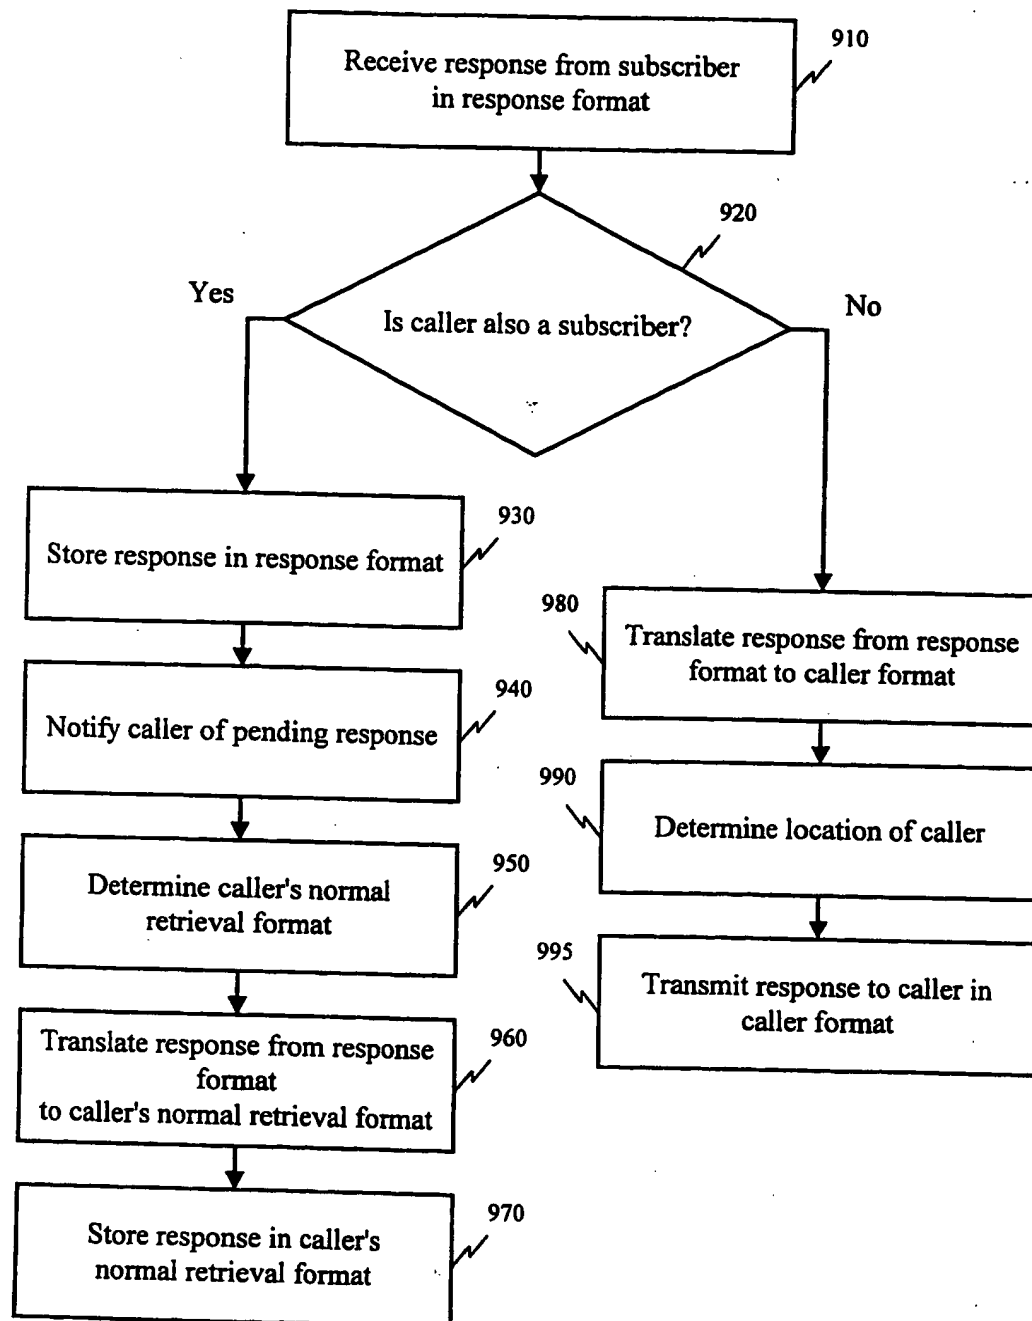 Receive response from subscriber
in response format
910
920
Yes
No
Is caller also a subscriber?
930
Store response in response format
980
Translate response from response
format to caller format
940
Notify caller of pending response
990
Determine location of caller
950
Determine caller's normal
retrieval format
995
Transmit response to caller in
caller format
960
Translate response from response
format
to caller's normal retrieval format
970
Store response in caller's
normal retrieval format